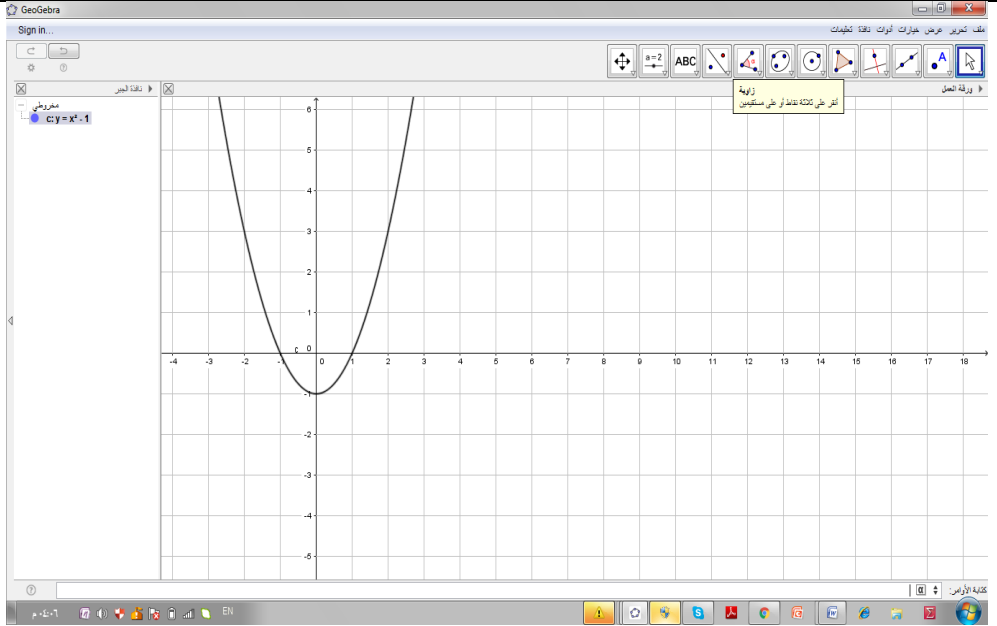 GeoGebra
Sign in...
ملف تحرير عرض خيارات أدوات نافذة تعليمات
a=2
ABC
A
نافذة الجبر
ورقة العمل
زاوية
أنقر على ثلاثة نقاط أو على مستقيمين
مخروطي
c: y = x² - 1
6
5
4
3
2
1
c 0
-4 -3 -2 -1 0 1 2 3 4 5 6 7 8 9 10 11 12 13 14 15 16 17 18
-1
-2
-3
-4
-5
كتابة الأوامر:
α
٠٤:٠٦ م
EN